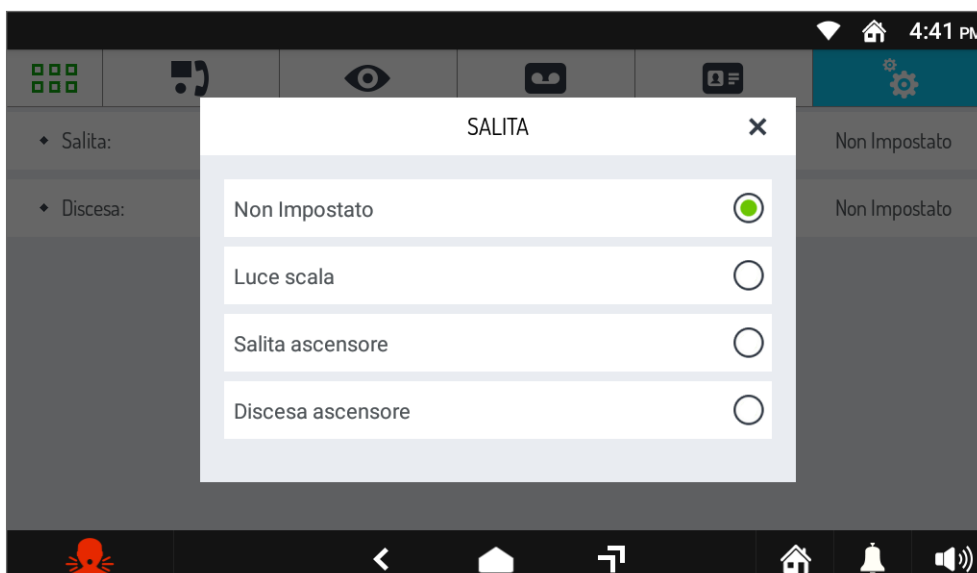 4:41 PM
SALITA
Salita:
Non Impostato
Discesa:
Non Impostato
Non Impostato
Luce scala
Salita ascensore
Discesa ascensore